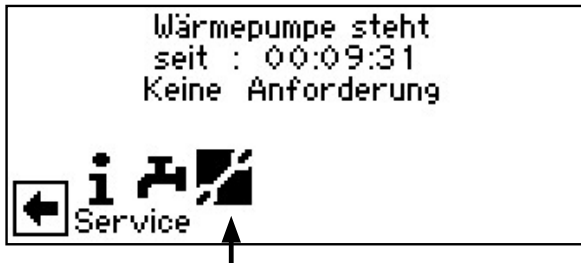 Wärmepumpe steht
seit : 00:09:31
Keine Anforderung
Service